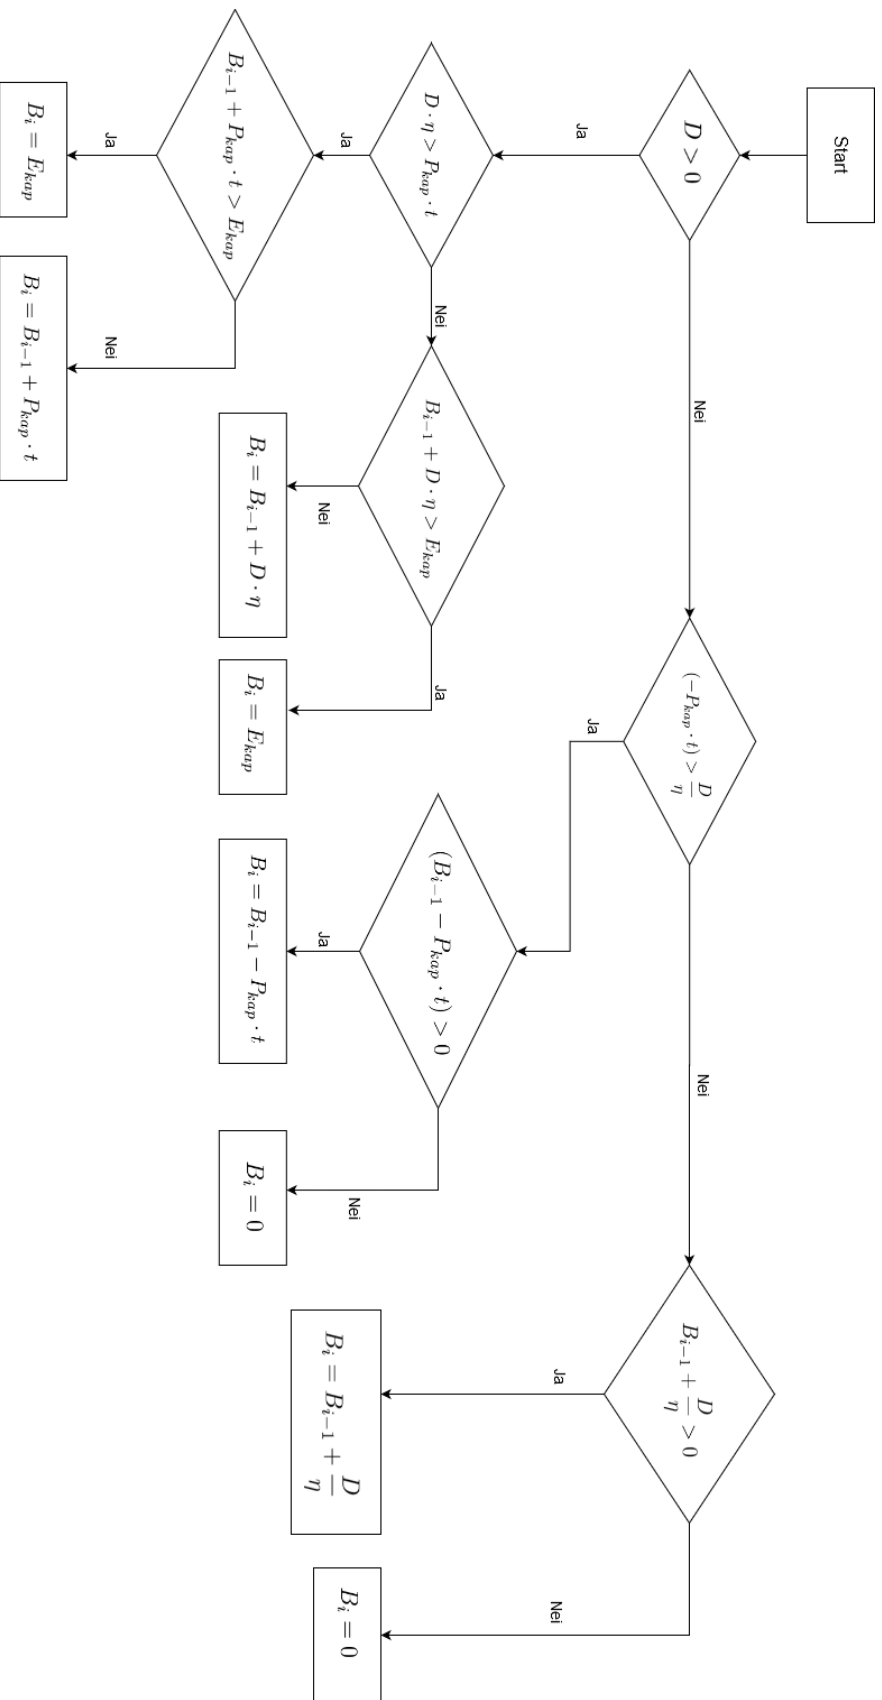 Start
D > 0
Ja
Nei
D · η > P_kap · t
Ja
Nei
B_{i−1} + P_kap · t > E_kap
Ja
Nei
B_i = E_kap
B_i = B_{i−1} + P_kap · t
B_{i−1} + D · η > E_kap
Nei
Ja
B_i = B_{i−1} + D · η
B_i = E_kap
(−P_kap · t) > D/η
Ja
Nei
(B_{i−1} − P_kap · t) > 0
Ja
Nei
B_i = B_{i−1} − P_kap · t
B_i = 0
B_{i−1} + D/η > 0
Ja
Nei
B_i = B_{i−1} + D/η
B_i = 0